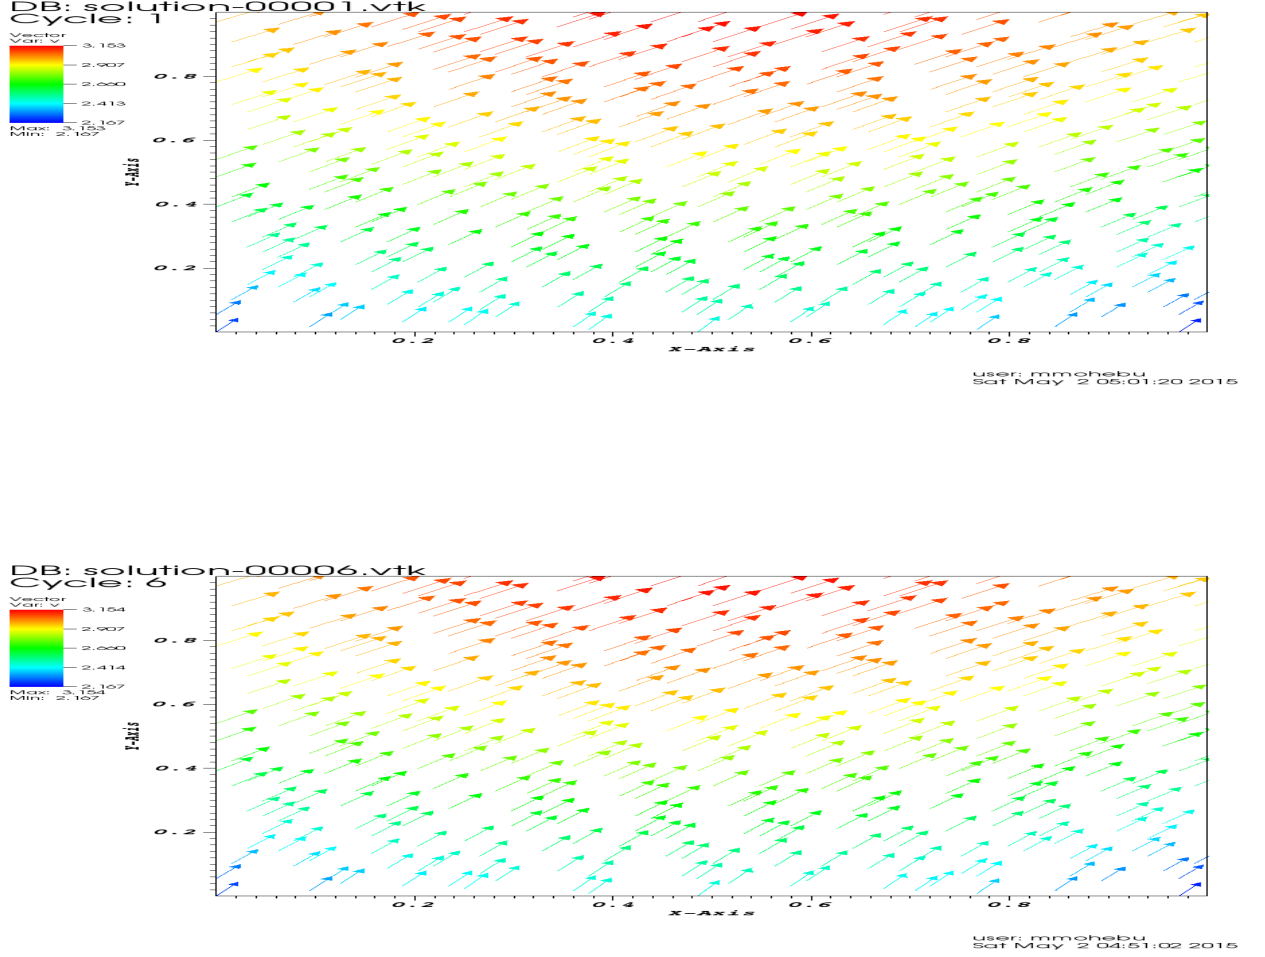 DB: solution-00001.vtk
Cycle: 1
Vector
Var: v
3.153
2.907
2.660
2.413
2.167
Max: 3.153
Min: 2.167
0.8
0.6
0.4
0.2
Y-Axis
0.2 0.4 0.6 0.8
X-Axis
user: mmohebu
Sat May 2 05:01:20 2015
DB: solution-00006.vtk
Cycle: 6
Vector
Var: v
3.154
2.907
2.660
2.414
2.167
Max: 3.154
Min: 2.167
0.8
0.6
0.4
0.2
Y-Axis
0.2 0.4 0.6 0.8
X-Axis
user: mmohebu
Sat May 2 04:51:02 2015